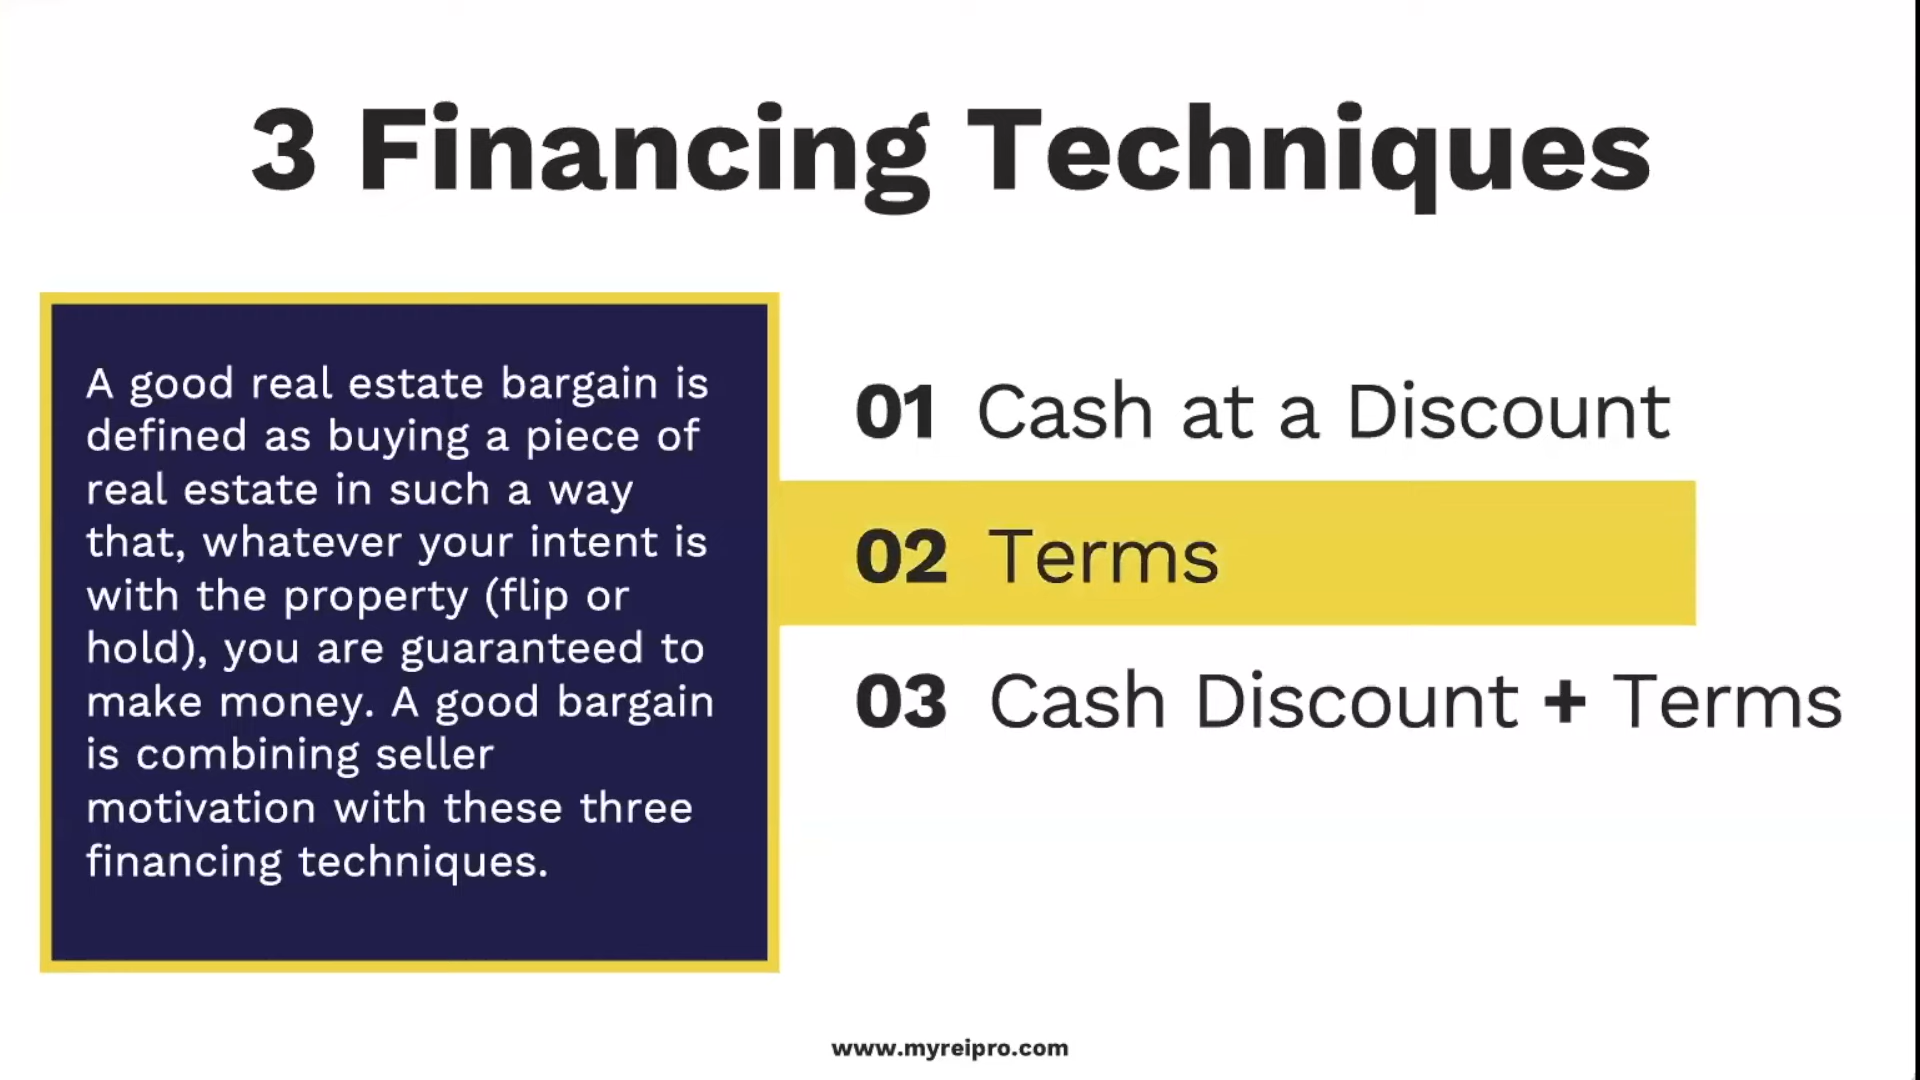 3 Financing Techniques
A good real estate bargain is
defined as buying a piece of
real estate in such a way
that, whatever your intent is
with the property (flip or
hold), you are guaranteed to
make money. A good bargain
is combining seller
motivation with these three
financing techniques.
01 Cash at a Discount
02 Terms
03 Cash Discount + Terms
www.myreipro.com